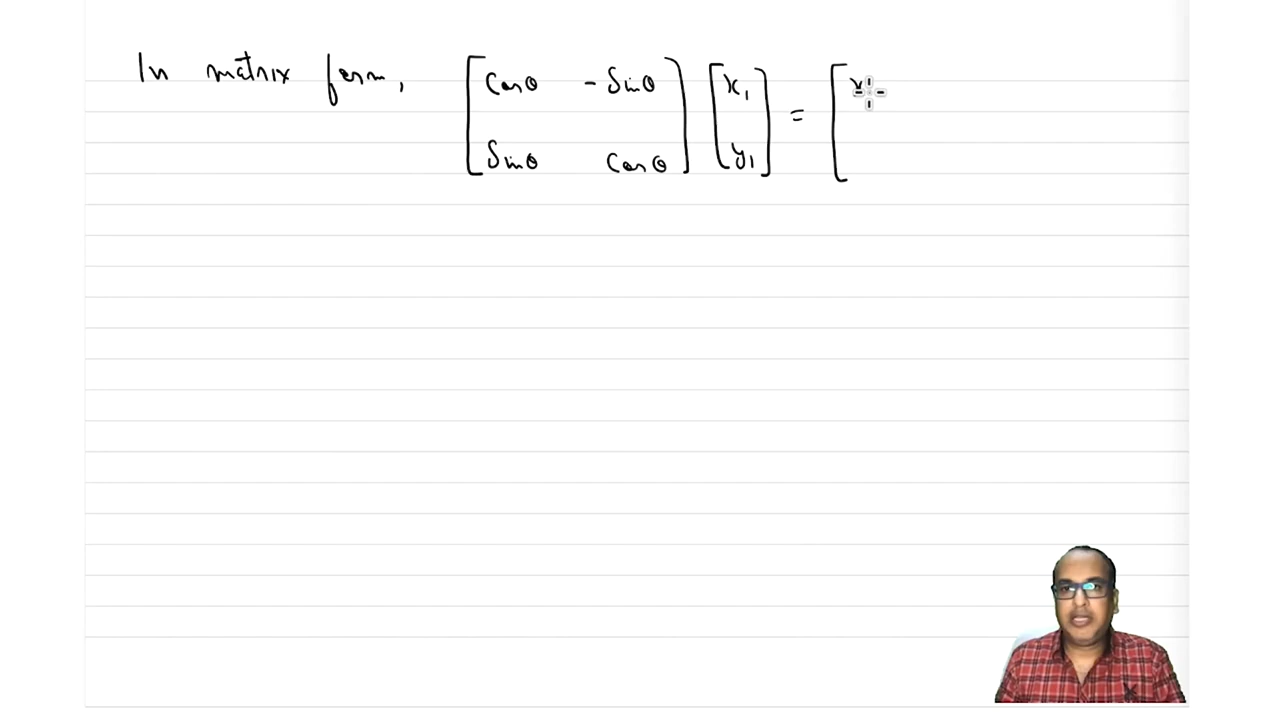 In matrix form, [cosθ -sinθ] [x₁] = [x
[sinθ cosθ] [y₁]